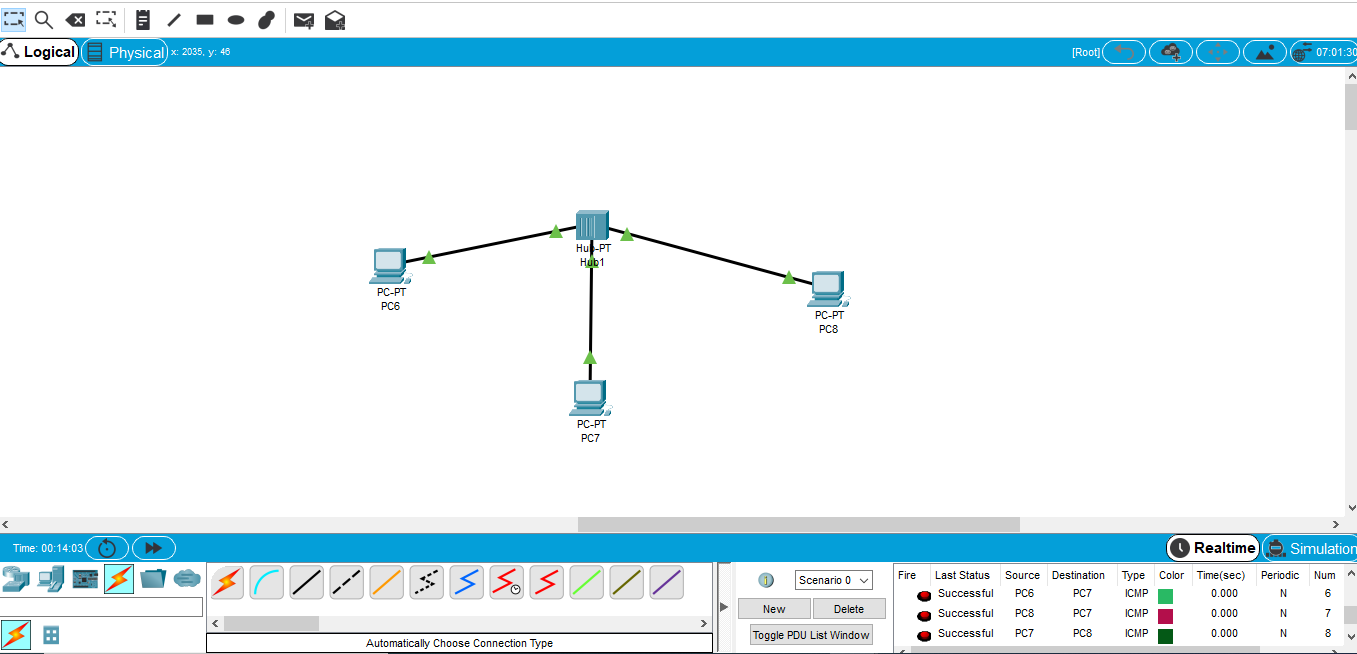 Logical Physical x: 2035, y: 46 [Root] 07:01:30
Hub-PT
Hub1
PC-PT
PC6
PC-PT
PC8
PC-PT
PC7
Time: 00:14:03 Realtime Simulation
Scenario 0
New Delete
Toggle PDU List Window
Automatically Choose Connection Type
Fire Last Status Source Destination Type Color Time(sec) Periodic Num
Successful PC6 PC7 ICMP 0.000 N 6
Successful PC8 PC7 ICMP 0.000 N 7
Successful PC7 PC8 ICMP 0.000 N 8